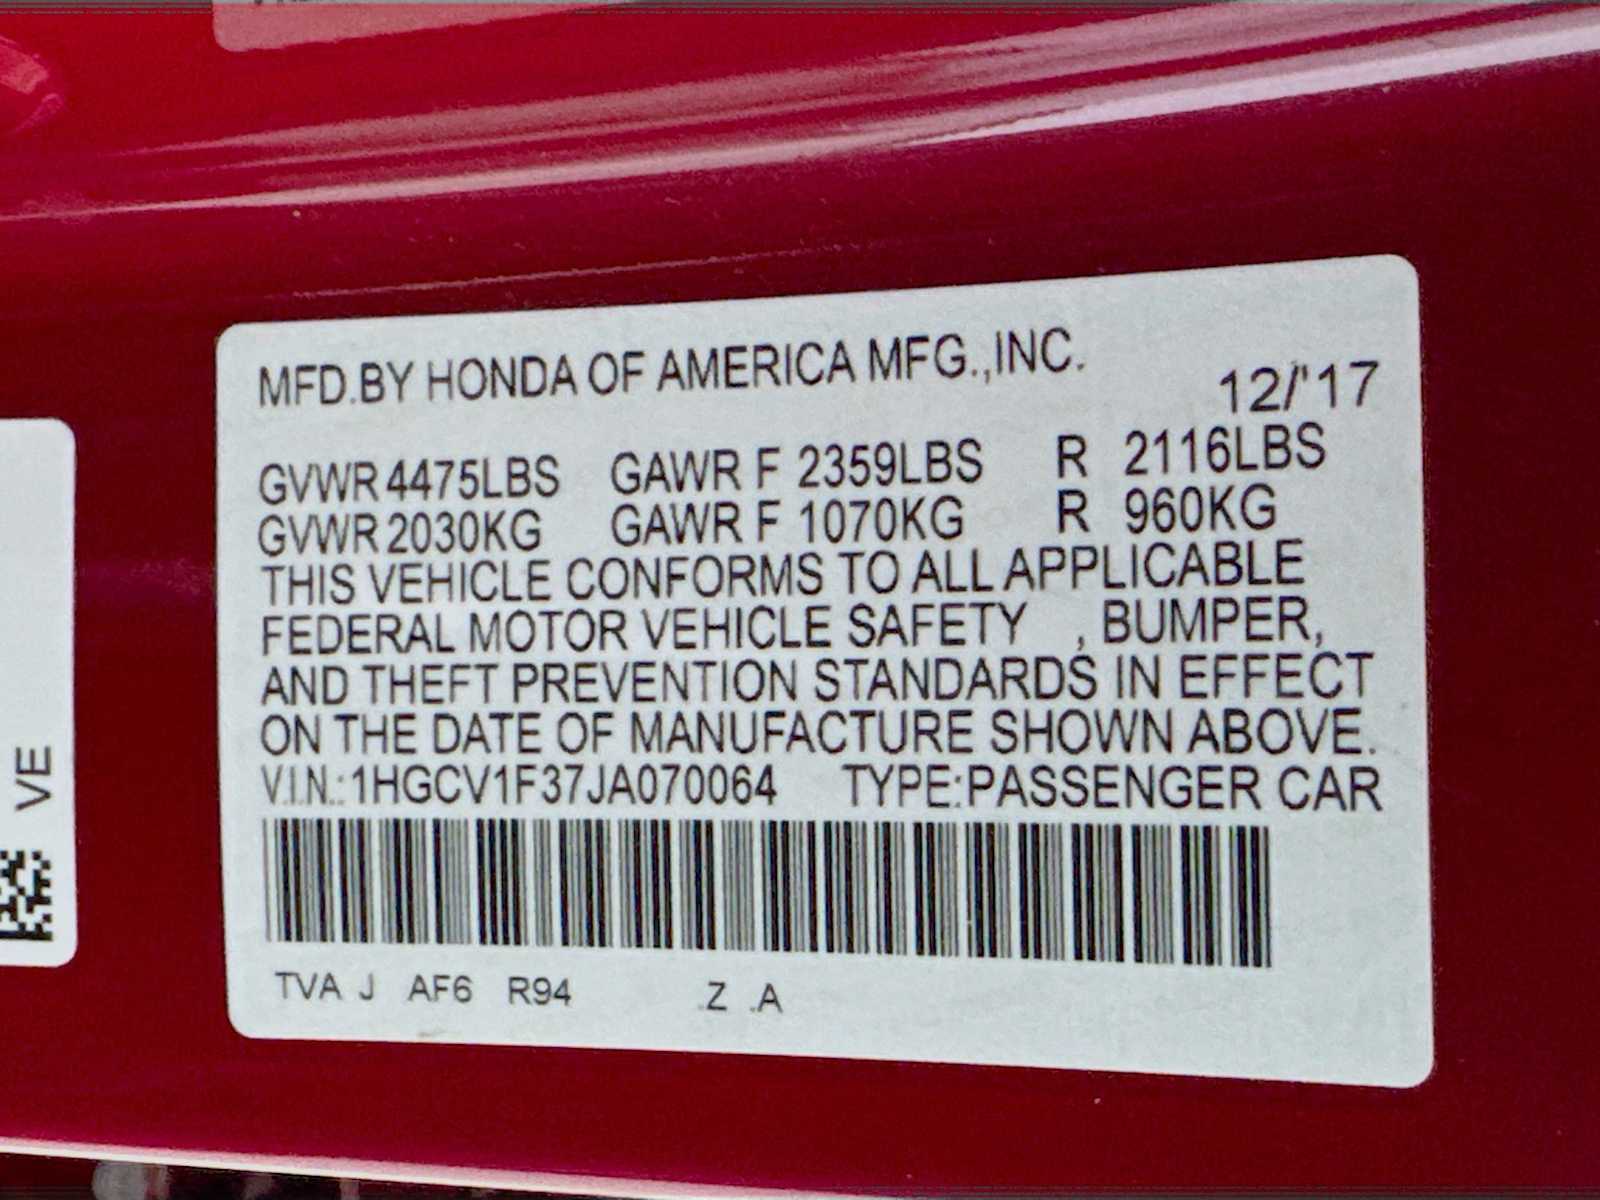 MFD.BY HONDA OF AMERICA MFG.,INC.
12/'17
GVWR 4475LBS GAWR F 2359LBS R 2116LBS
GVWR 2030KG GAWR F 1070KG R 960KG
THIS VEHICLE CONFORMS TO ALL APPLICABLE
FEDERAL MOTOR VEHICLE SAFETY , BUMPER,
AND THEFT PREVENTION STANDARDS IN EFFECT
ON THE DATE OF MANUFACTURE SHOWN ABOVE.
V.I.N.:1HGCV1F37JA070064 TYPE:PASSENGER CAR
TVA J AF6 R94 .Z .A
VE